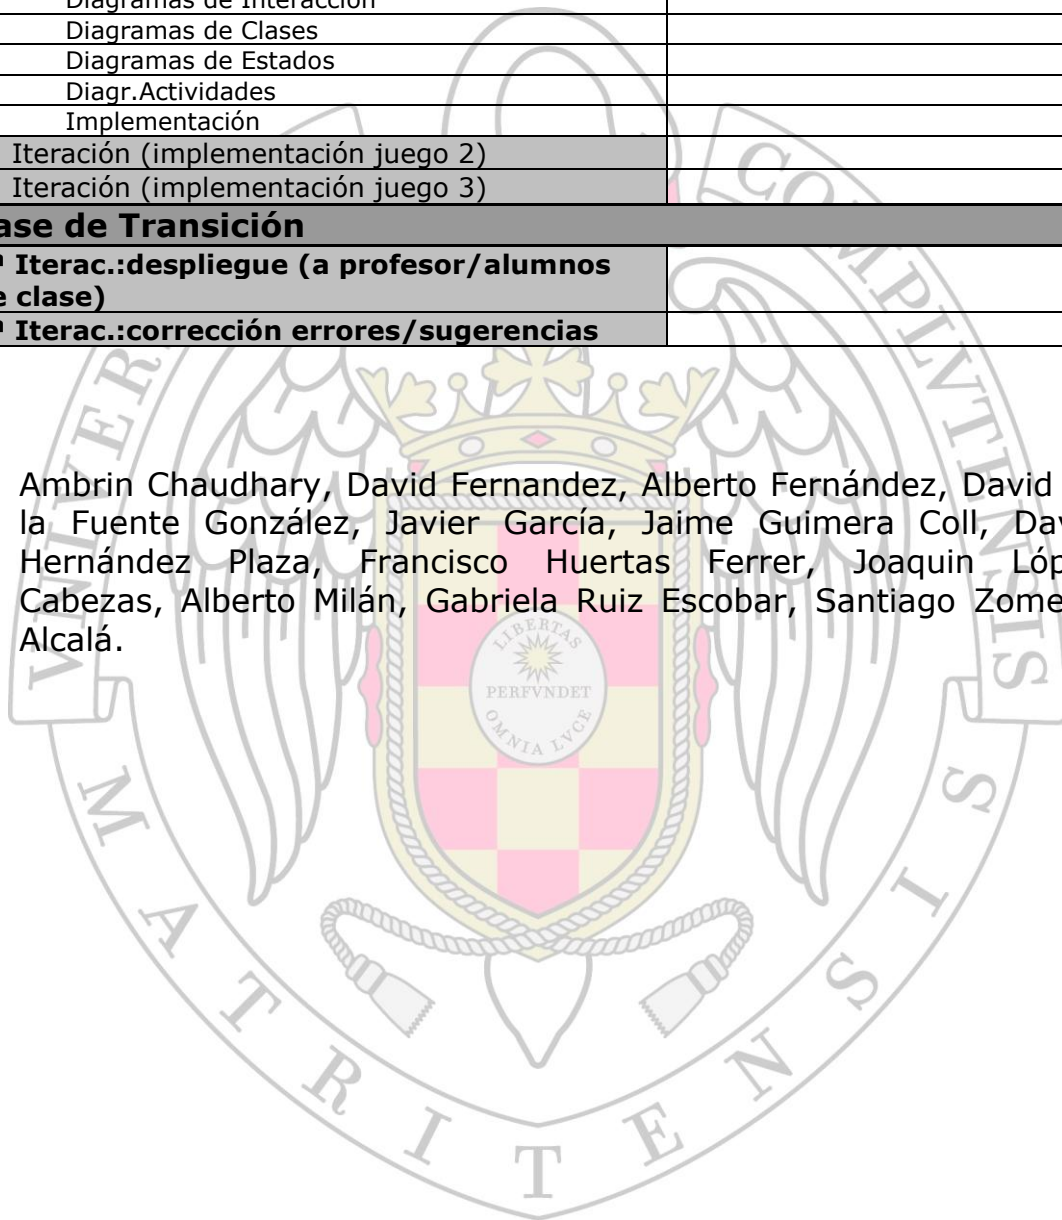 Diagramas de Interacción
Diagramas de Clases
Diagramas de Estados
Diagr.Actividades
Implementación
Iteración (implementación juego 2)
Iteración (implementación juego 3)
ase de Transición
ª Iterac.:despliegue (a profesor/alumnos
e clase)
ª Iterac.:corrección errores/sugerencias
Ambrin Chaudhary, David Fernandez, Alberto Fernández, David
la Fuente González, Javier García, Jaime Guimera Coll, Dav
Hernández Plaza, Francisco Huertas Ferrer, Joaquin Lóp
Cabezas, Alberto Milán, Gabriela Ruiz Escobar, Santiago Zome
Alcalá.
VNIVER
COMPLVTENSIS
LIBERTAS
PERFVNDET
OMNIA LVCE
MATRITENSIS